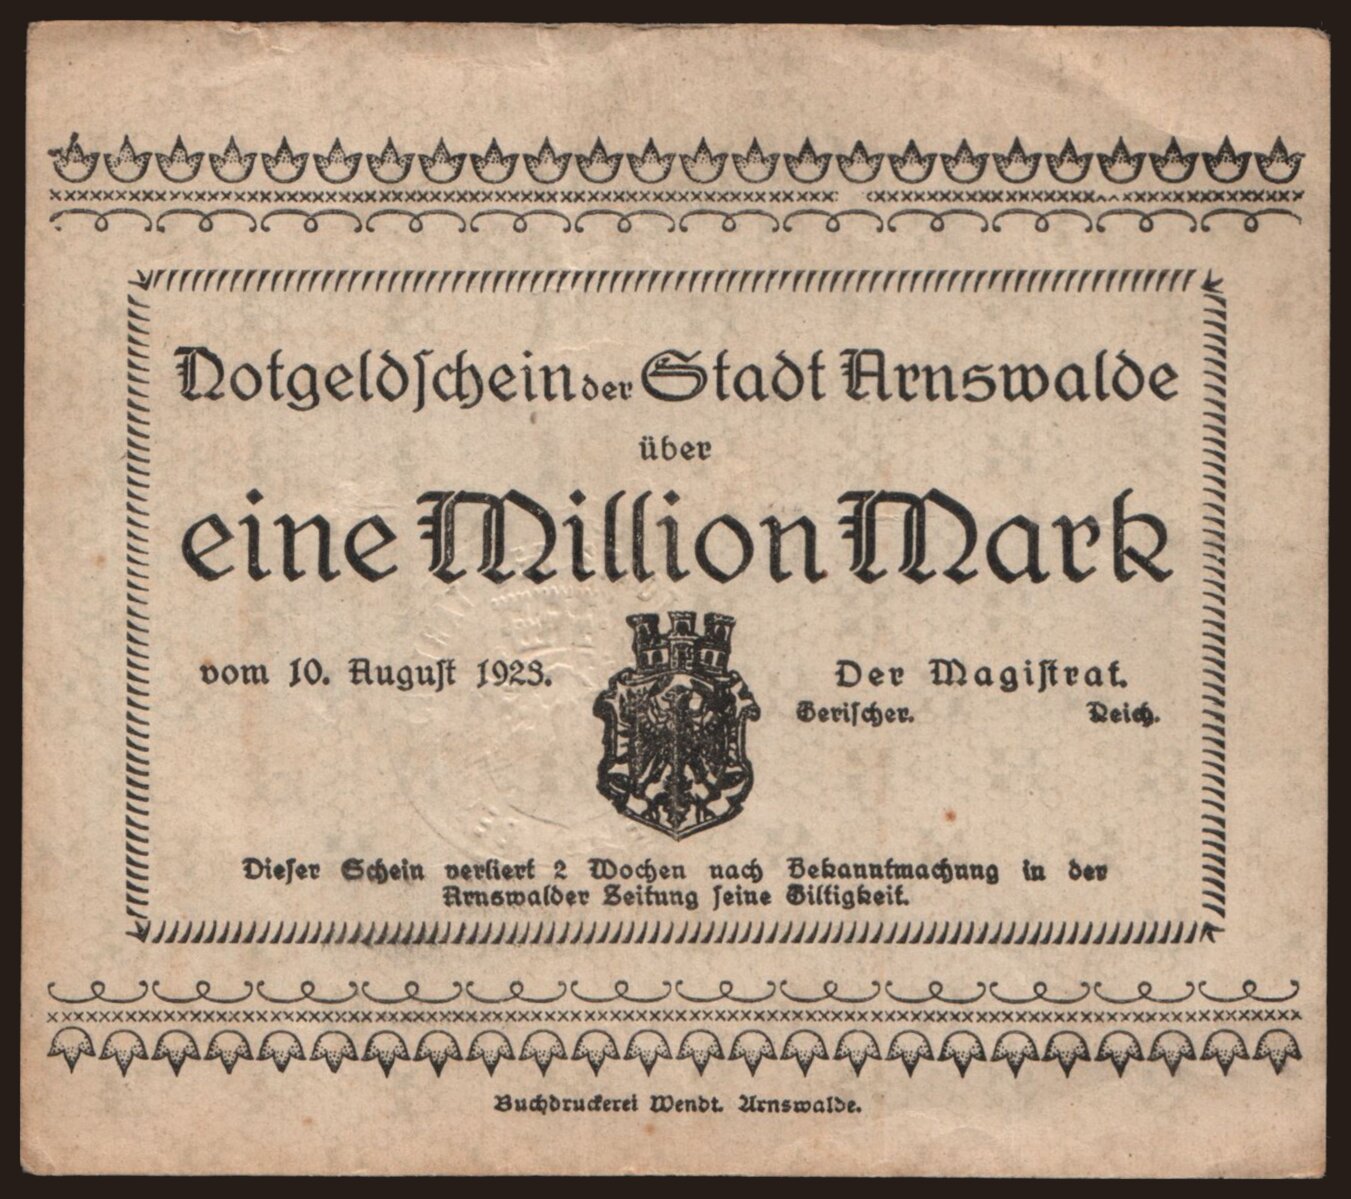 Notgeldschein der Stadt Arnswalde
über
eine Million Mark
vom 10. August 1923.
Der Magistrat.
Gerischer. Reich.
Dieser Schein verliert 2 Wochen nach Bekanntmachung in der
Arnswalder Zeitung seine Giltigkeit.
Buchdruckerei Wendt. Arnswalde.